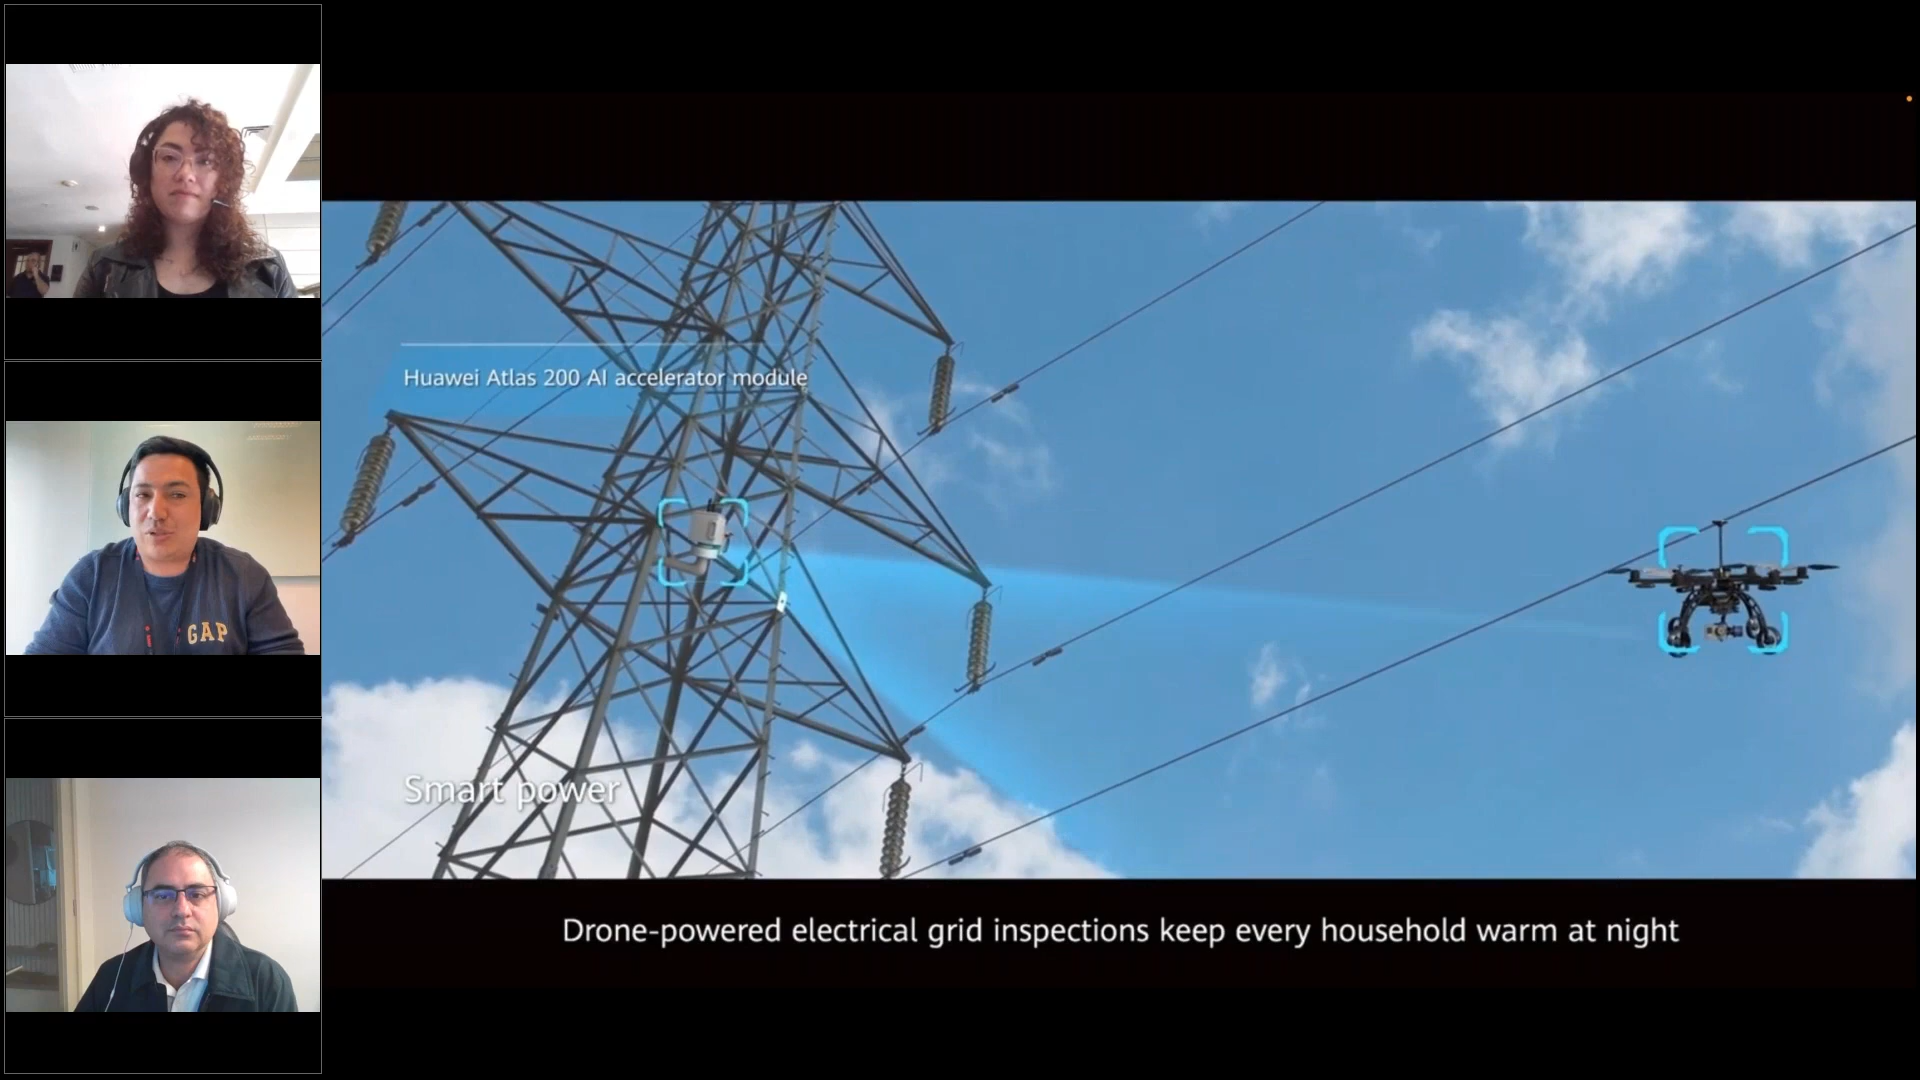 GAP
Huawei Atlas 200 AI accelerator module
Smart power
Drone-powered electrical grid inspections keep every household warm at night